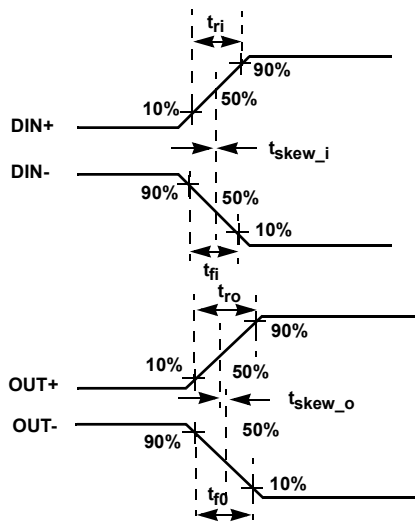 tri
90%
10%
50%
DIN+
tskew_i
DIN-
90%
50%
10%
tfi
tro
90%
10%
50%
OUT+
tskew_o
OUT-
50%
90%
10%
tf0